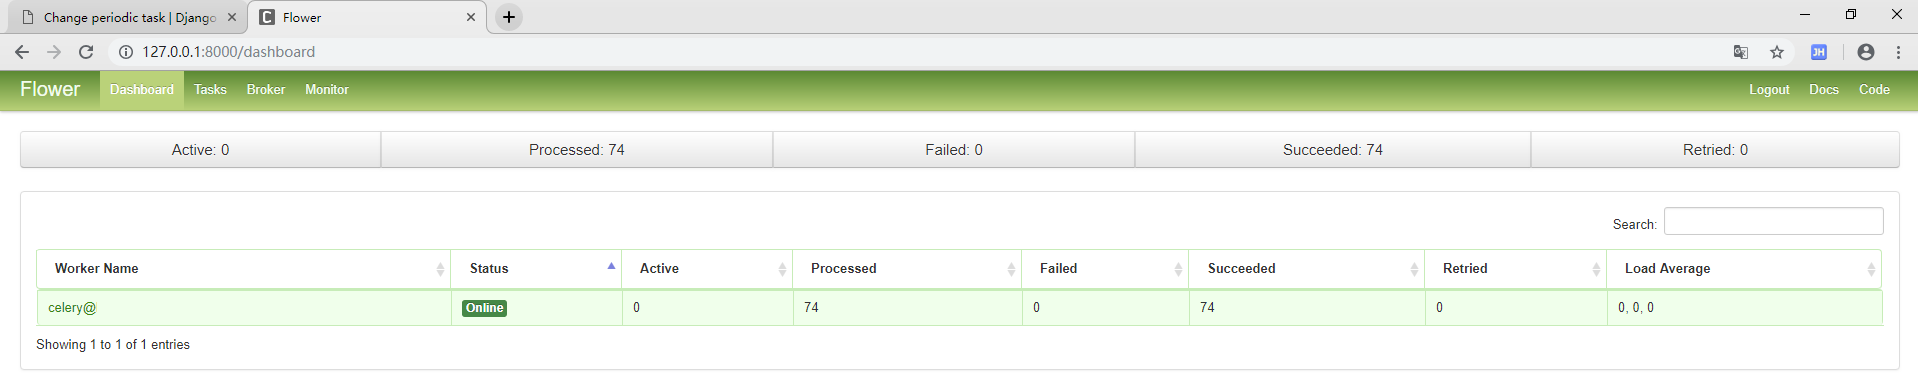 Change periodic task | Django
Flower
127.0.0.1:8000/dashboard
JH
Flower Dashboard Tasks Broker Monitor Logout Docs Code
Active: 0 Processed: 74 Failed: 0 Succeeded: 74 Retried: 0
Search:
Worker Name Status Active Processed Failed Succeeded Retried Load Average
celery@ Online 0 74 0 74 0 0, 0, 0
Showing 1 to 1 of 1 entries